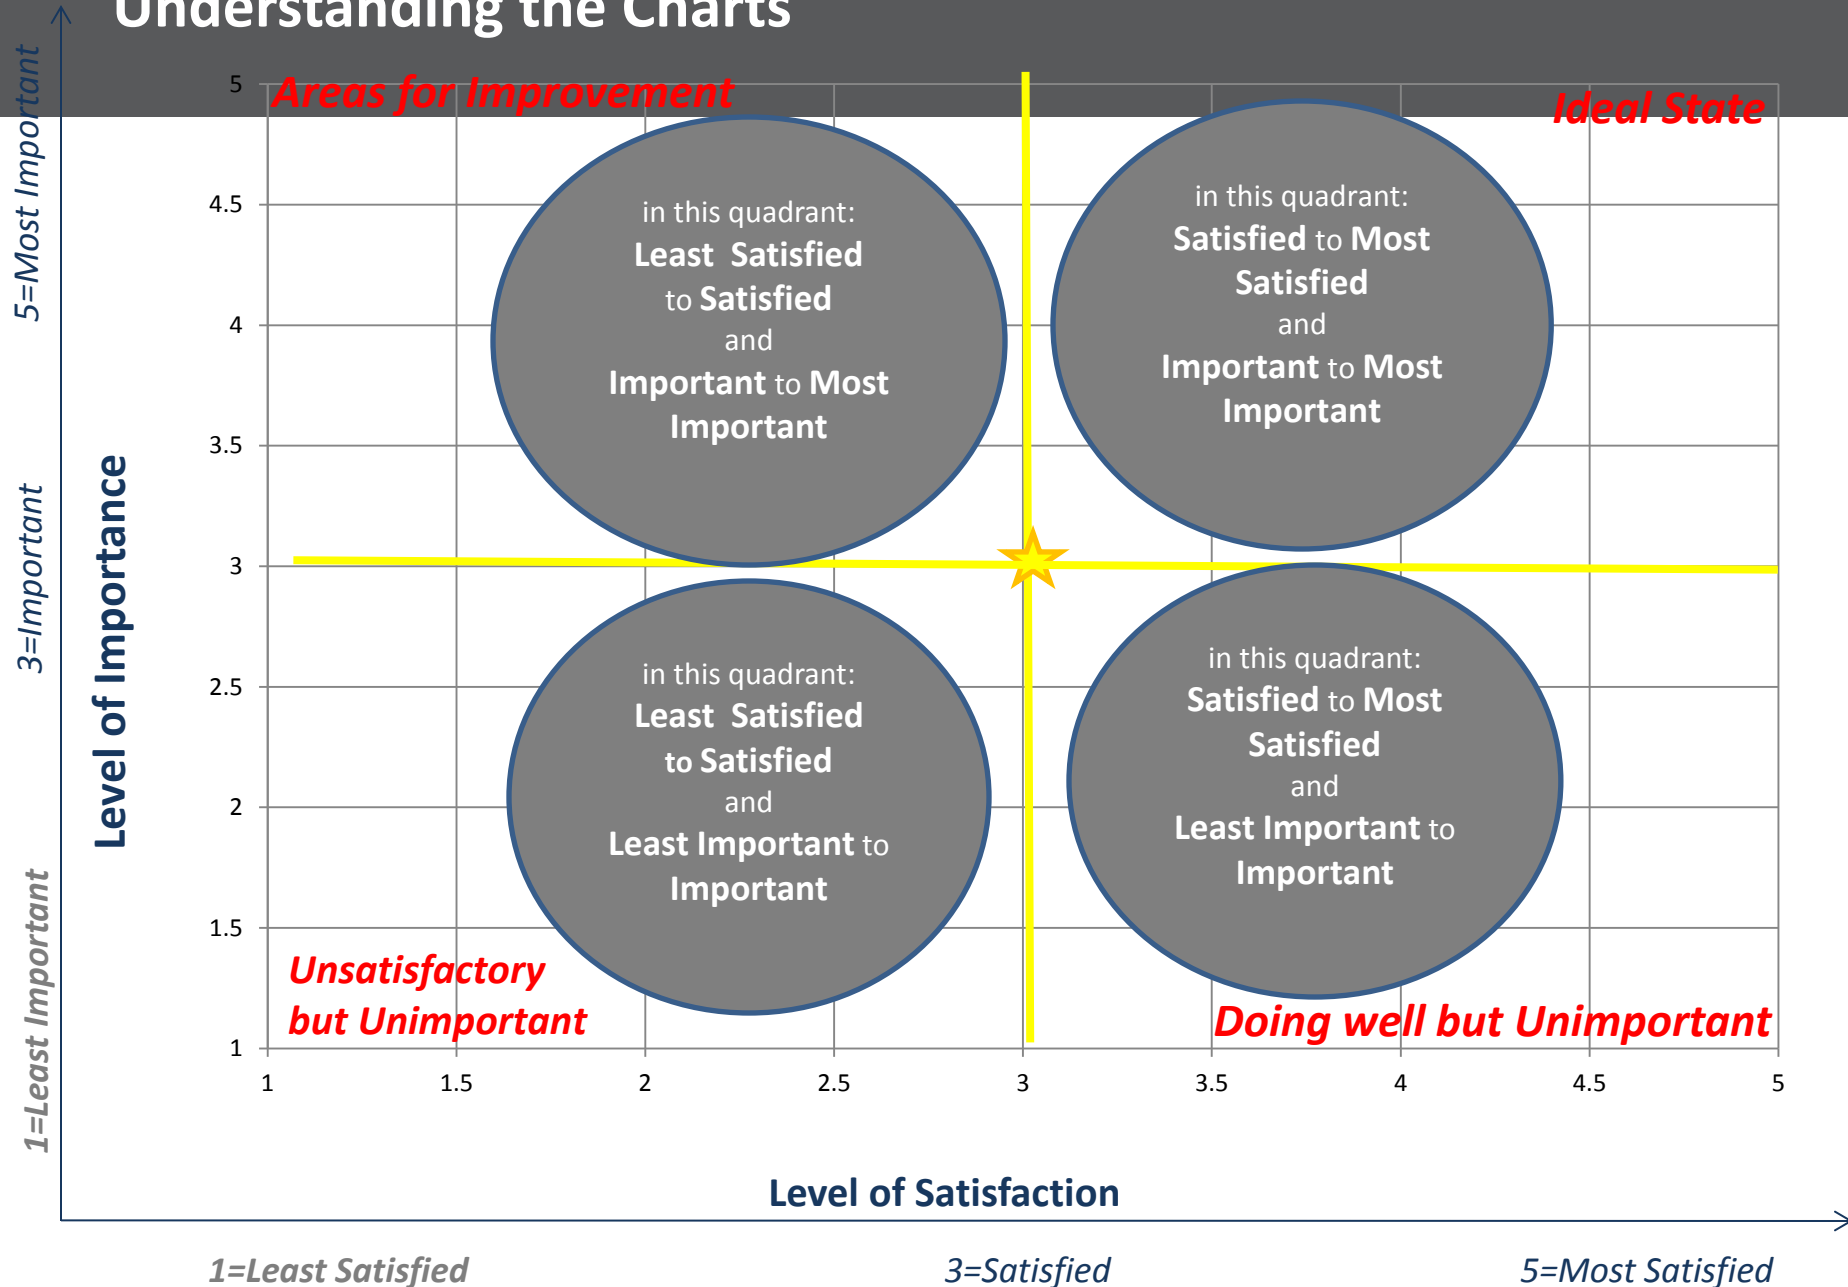 Understanding the Charts
5=Most Important
3=Important
1=Least Important
Level of Importance
5
4.5
4
3.5
3
2.5
2
1.5
1
Areas for Improvement
Ideal State
in this quadrant:
Least Satisfied
to Satisfied
and
Important to Most
Important
in this quadrant:
Satisfied to Most
Satisfied
and
Important to Most
Important
in this quadrant:
Least Satisfied
to Satisfied
and
Least Important to
Important
in this quadrant:
Satisfied to Most
Satisfied
and
Least Important to
Important
Unsatisfactory
but Unimportant
Doing well but Unimportant
1
1.5
2
2.5
3
3.5
4
4.5
5
Level of Satisfaction
1=Least Satisfied
3=Satisfied
5=Most Satisfied